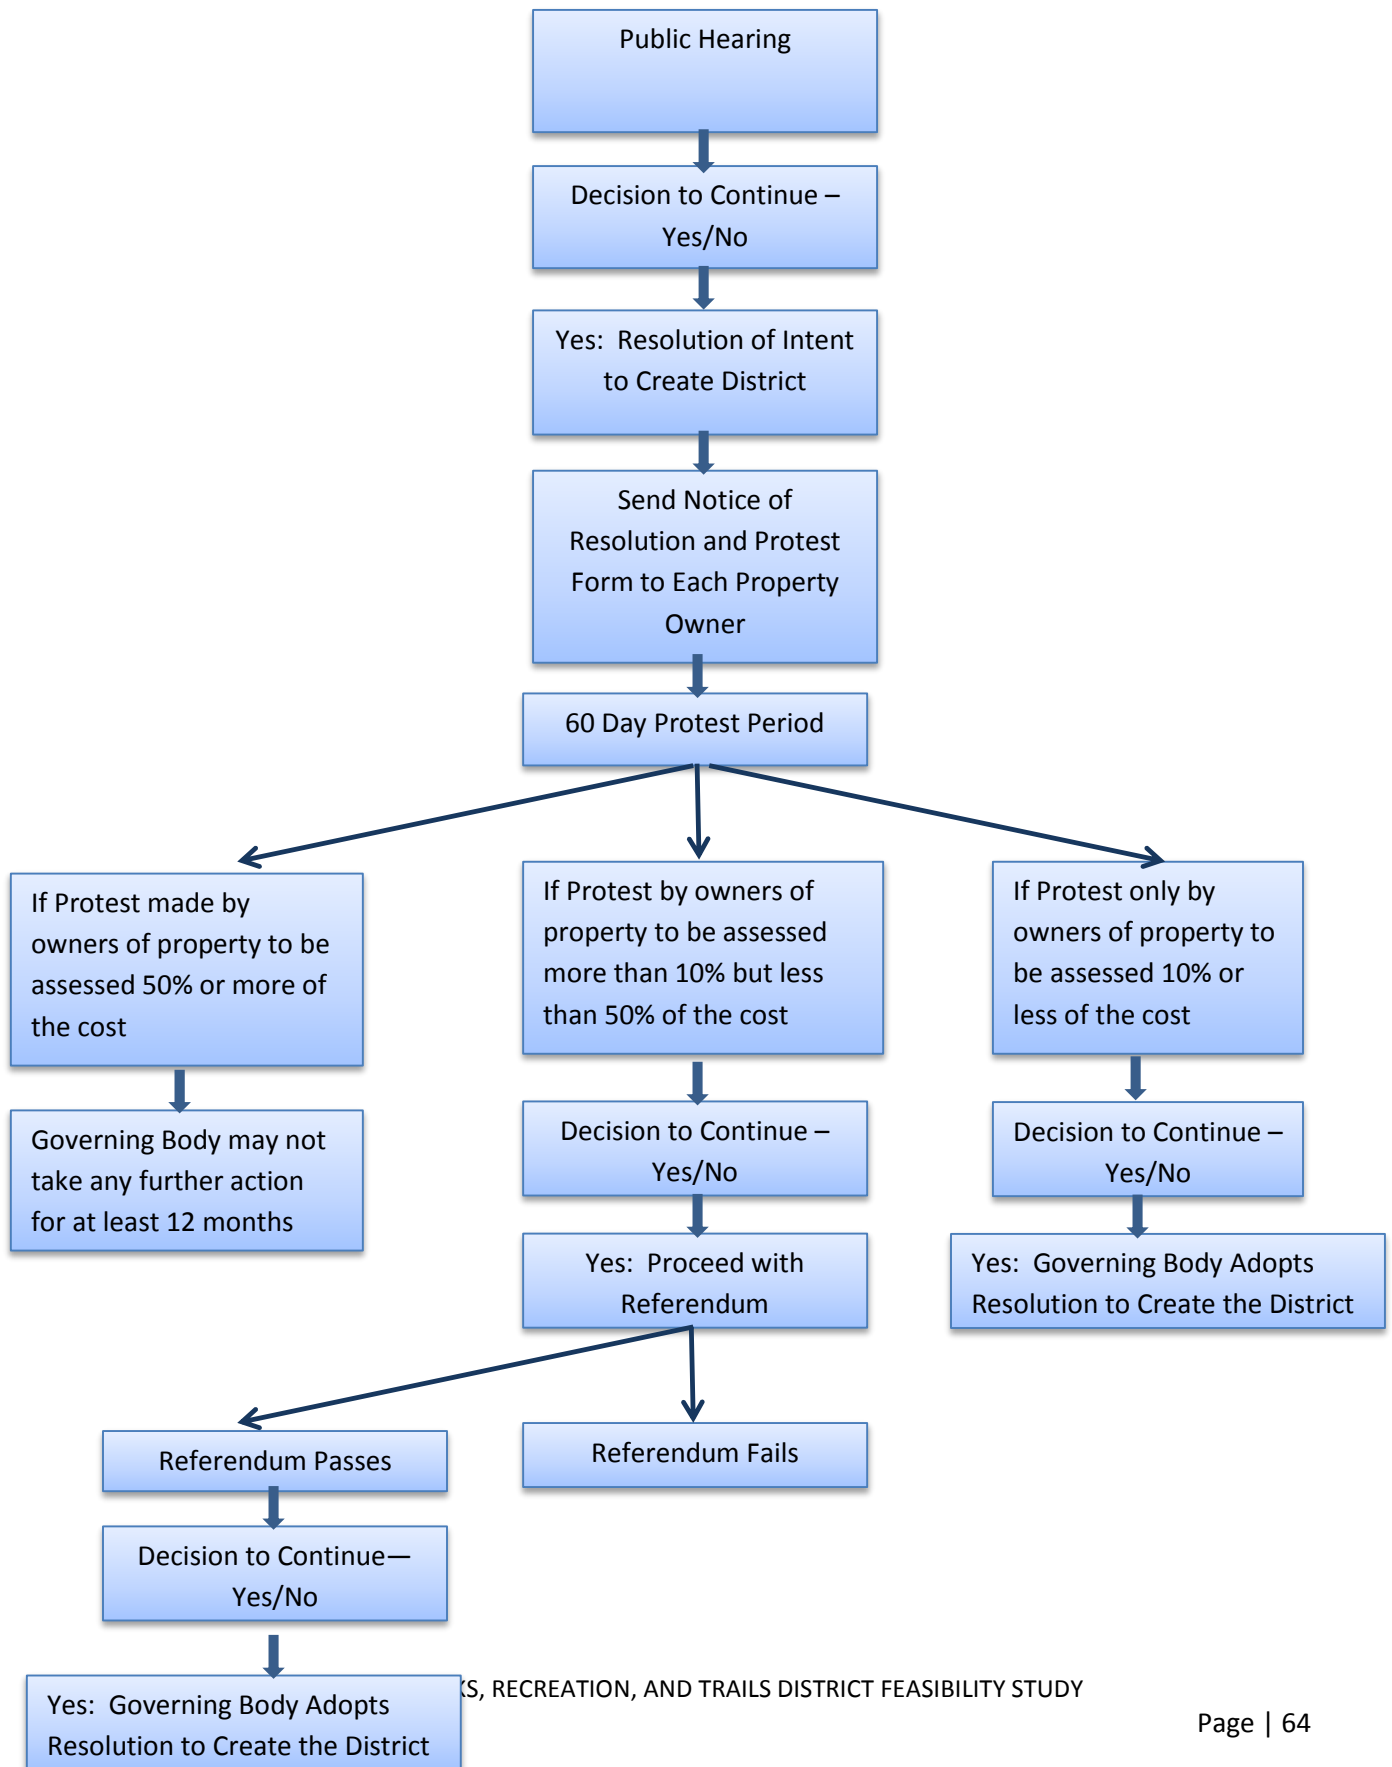 Public Hearing
Decision to Continue –
Yes/No
Yes:  Resolution of Intent
to Create District
Send Notice of
Resolution and Protest
Form to Each Property
Owner
60 Day Protest Period
If Protest made by
owners of property to be
assessed 50% or more of
the cost
Governing Body may not
take any further action
for at least 12 months
If Protest by owners of
property to be assessed
more than 10% but less
than 50% of the cost
Decision to Continue –
Yes/No
Yes:  Proceed with
Referendum
If Protest only by
owners of property to
be assessed 10% or
less of the cost
Decision to Continue –
Yes/No
Yes:  Governing Body Adopts
Resolution to Create the District
Referendum Passes
Referendum Fails
Decision to Continue—
Yes/No
Yes:  Governing Body Adopts
Resolution to Create the District
RECREATION, AND TRAILS DISTRICT FEASIBILITY STUDY
Page | 64